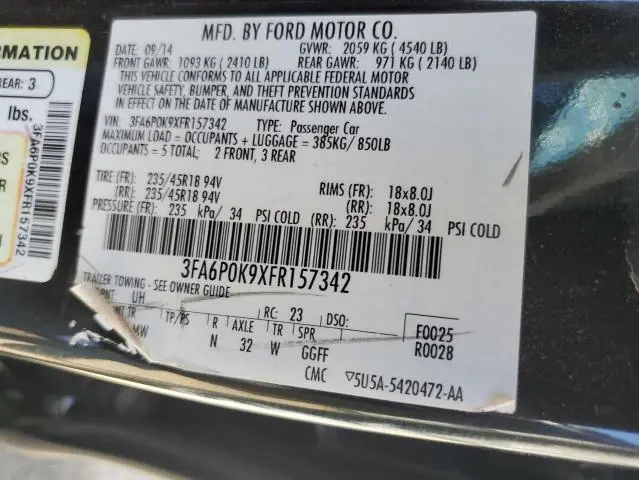 ORMATION
REAR: 3
lbs.
3FA6P0K9XFR157342
MFD. BY FORD MOTOR CO.
DATE: 09/14 GVWR: 2059 KG ( 4540 LB)
FRONT GAWR: 1093 KG ( 2410 LB) REAR GAWR: 971 KG ( 2140 LB)
THIS VEHICLE CONFORMS TO ALL APPLICABLE FEDERAL MOTOR
VEHICLE SAFETY, BUMPER, AND THEFT PREVENTION STANDARDS
IN EFFECT ON THE DATE OF MANUFACTURE SHOWN ABOVE.
VIN: 3FA6P0K9XFR157342 TYPE: Passenger Car
MAXIMUM LOAD = OCCUPANTS + LUGGAGE = 385KG/ 850LB
OCCUPANTS = 5 TOTAL; 2 FRONT, 3 REAR
TIRE (FR): 235/45R18 94V RIMS (FR): 18x8.0J
(RR): 235/45R18 94V (RR): 18x8.0J
PRESSURE (FR): 235 kPa/ 34 PSI COLD (RR): 235 kPa/ 34 PSI COLD
3FA6P0K9XFR157342
TRAILER TOWING - SEE OWNER GUIDE
PNT: UH RC: 23 DSO:
INT TR TP/PS R AXLE TR SPR F0025
MW N 32 W GGFF R0028
CMC ▽5U5A-5420472-AA